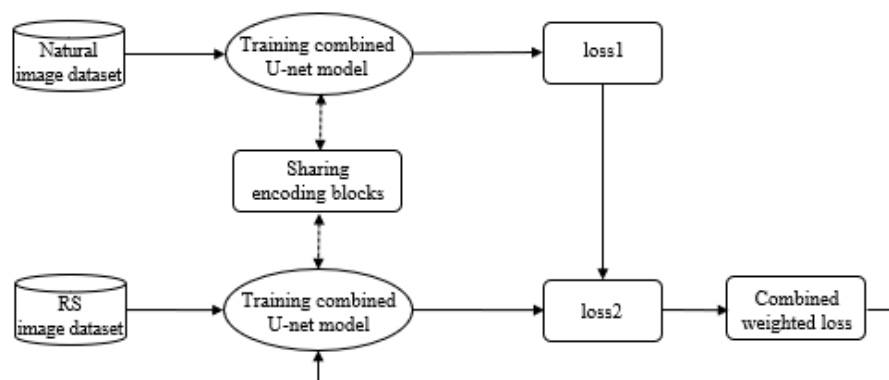 Natural
image dataset
Training combined
U-net model
loss1
Sharing
encoding blocks
RS
image dataset
Training combined
U-net model
loss2
Combined
weighted loss